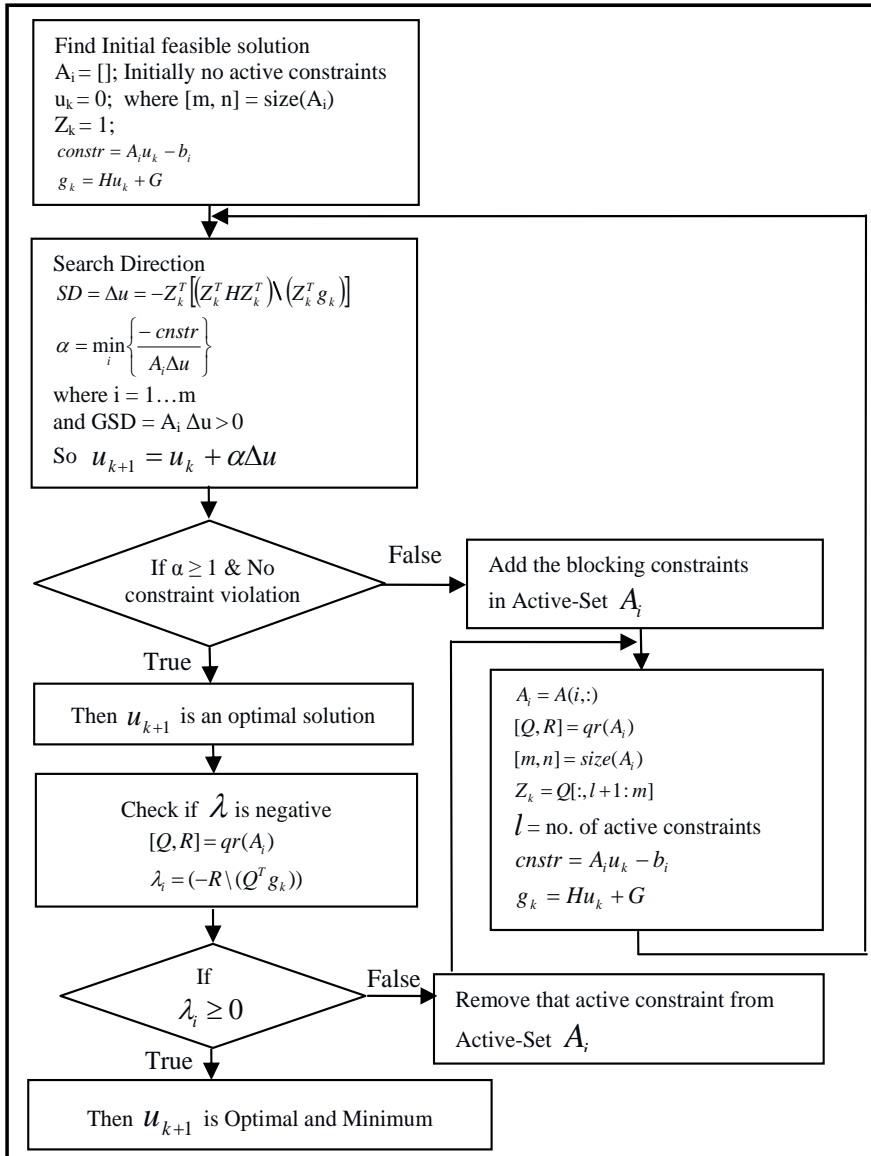 Find Initial feasible solution
Aᵢ = []; Initially no active constraints
uₖ = 0; where [m, n] = size(Aᵢ)
Zₖ = 1;
constr = Aᵢuₖ − bᵢ
gₖ = Huₖ + G
Search Direction
SD = Δu = −Zₖᵀ[(ZₖᵀHZₖᵀ)\(Zₖᵀgₖ)]
α = min{−cnstr / AᵢΔu}
i
where i = 1…m
and GSD = Aᵢ Δu > 0
So uₖ₊₁ = uₖ + αΔu
If α ≥ 1 & No
constraint violation
False
Add the blocking constraints
in Active-Set Aᵢ
True
Then uₖ₊₁ is an optimal solution
Aᵢ = A(i,:)
[Q, R] = qr(Aᵢ)
[m, n] = size(Aᵢ)
Zₖ = Q[:, l + 1 : m]
l = no. of active constraints
cnstr = Aᵢuₖ − bᵢ
gₖ = Huₖ + G
Check if λ is negative
[Q, R] = qr(Aᵢ)
λᵢ = (−R \ (Qᵀgₖ))
If
λᵢ ≥ 0
False
Remove that active constraint from
Active-Set Aᵢ
True
Then uₖ₊₁ is Optimal and Minimum